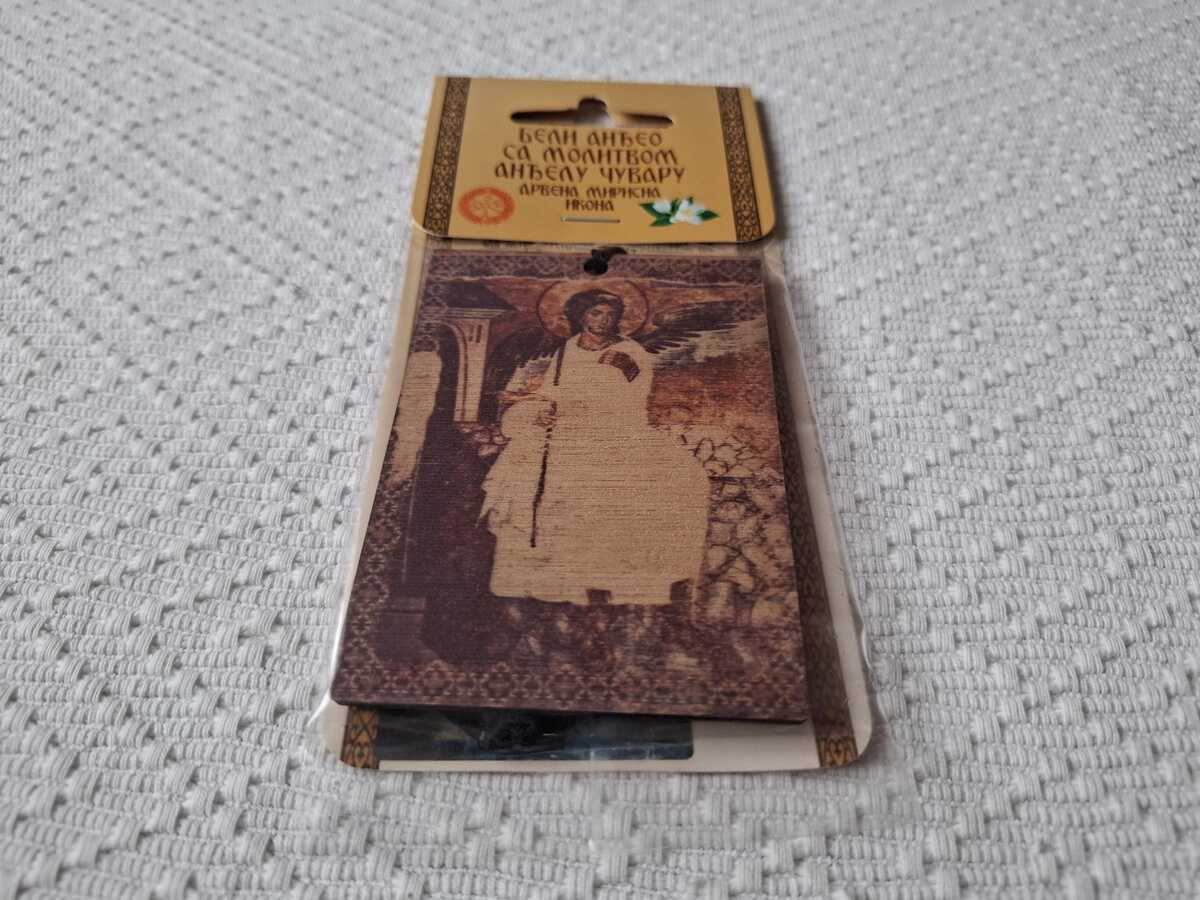 БЕЛИ АНЂЕО
СА МОЛИТВОМ
АНЂЕЛУ ЧУВАРУ
ДРВЕНА МИРИСНА
ИКОНА